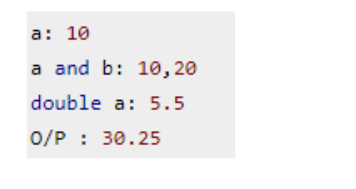 a: 10
a and b: 10,20
double a: 5.5
O/P : 30.25